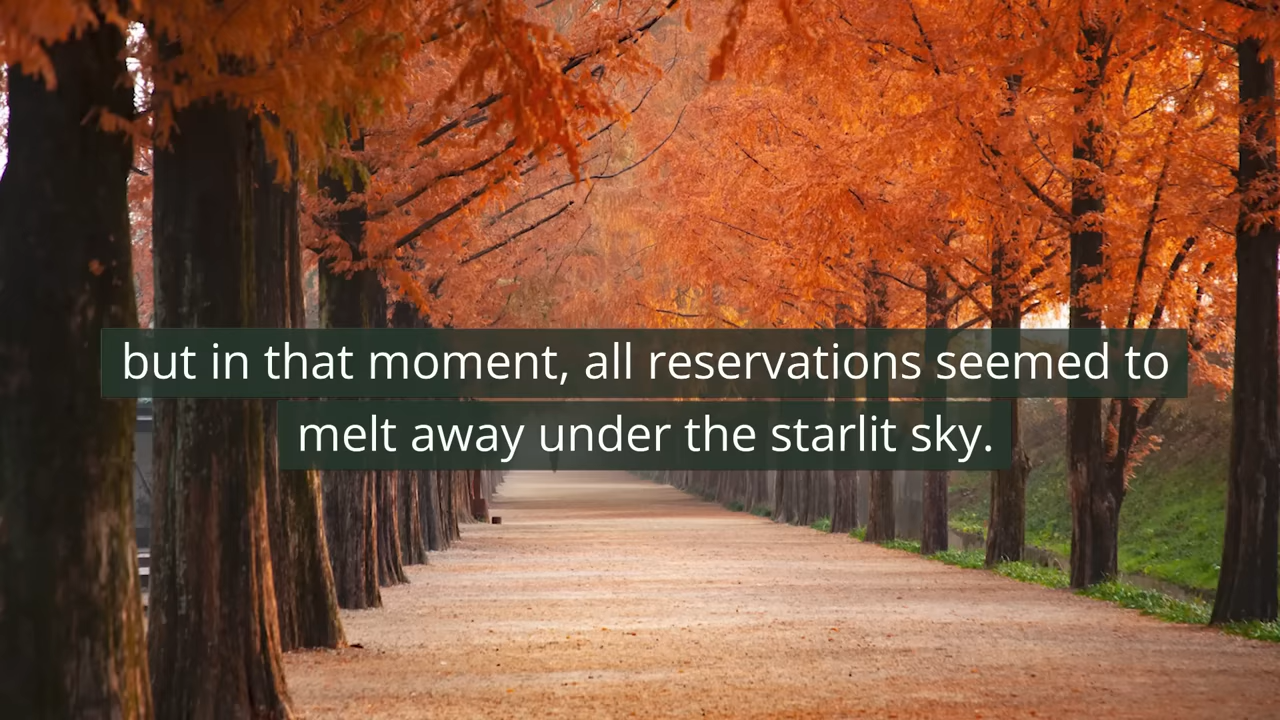 but in that moment, all reservations seemed to
melt away under the starlit sky.